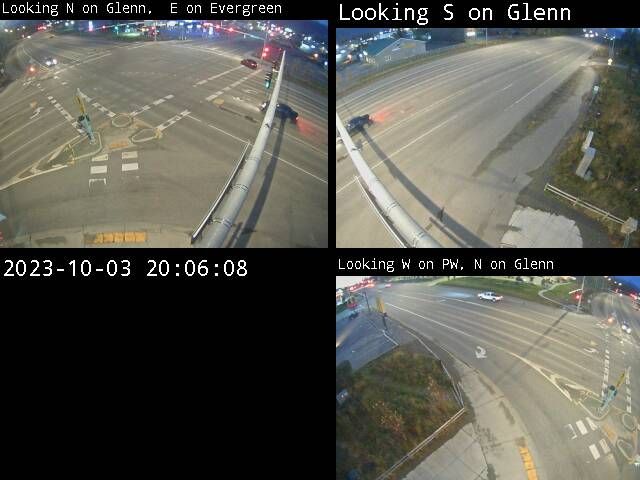 Looking N on Glenn,  E on Evergreen
Looking S on Glenn
2023-10-03 20:06:08
Looking W on PW, N on Glenn